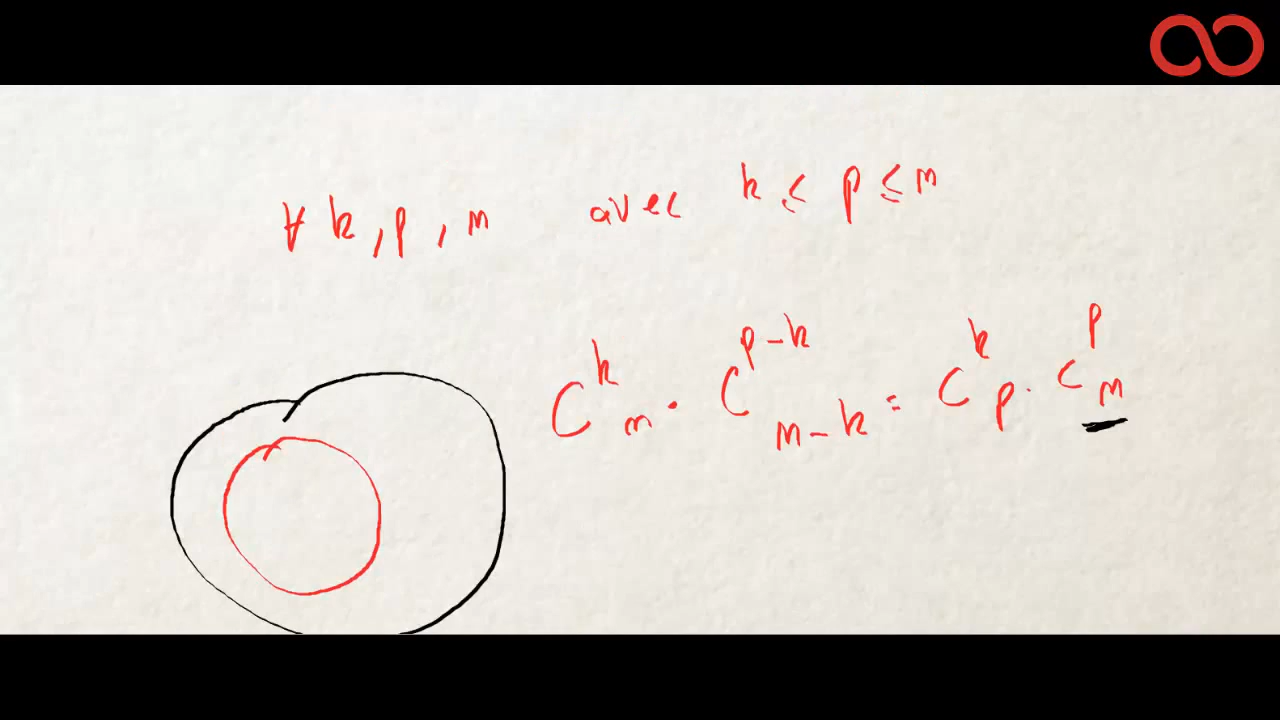 ∀ k, p, n avec k ≤ p ≤ n
C^k_n · C^{p-k}_{n-k} = C^k_p · C^p_n